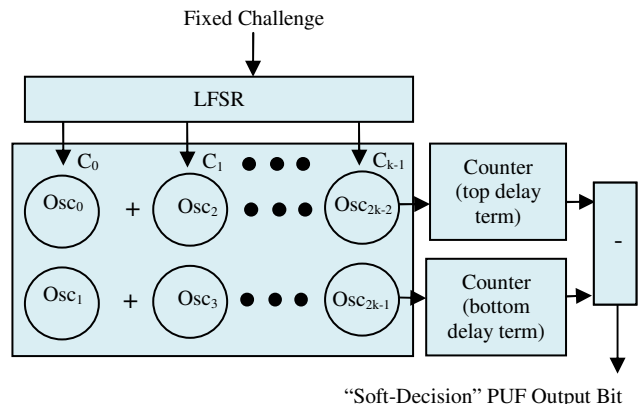 Fixed Challenge
LFSR
C0 C1 Ck-1
Osc0 + Osc2 Osc2k-2
Counter
(top delay
term)
-
Osc1 + Osc3 Osc2k-1
Counter
(bottom
delay term)
“Soft-Decision” PUF Output Bit